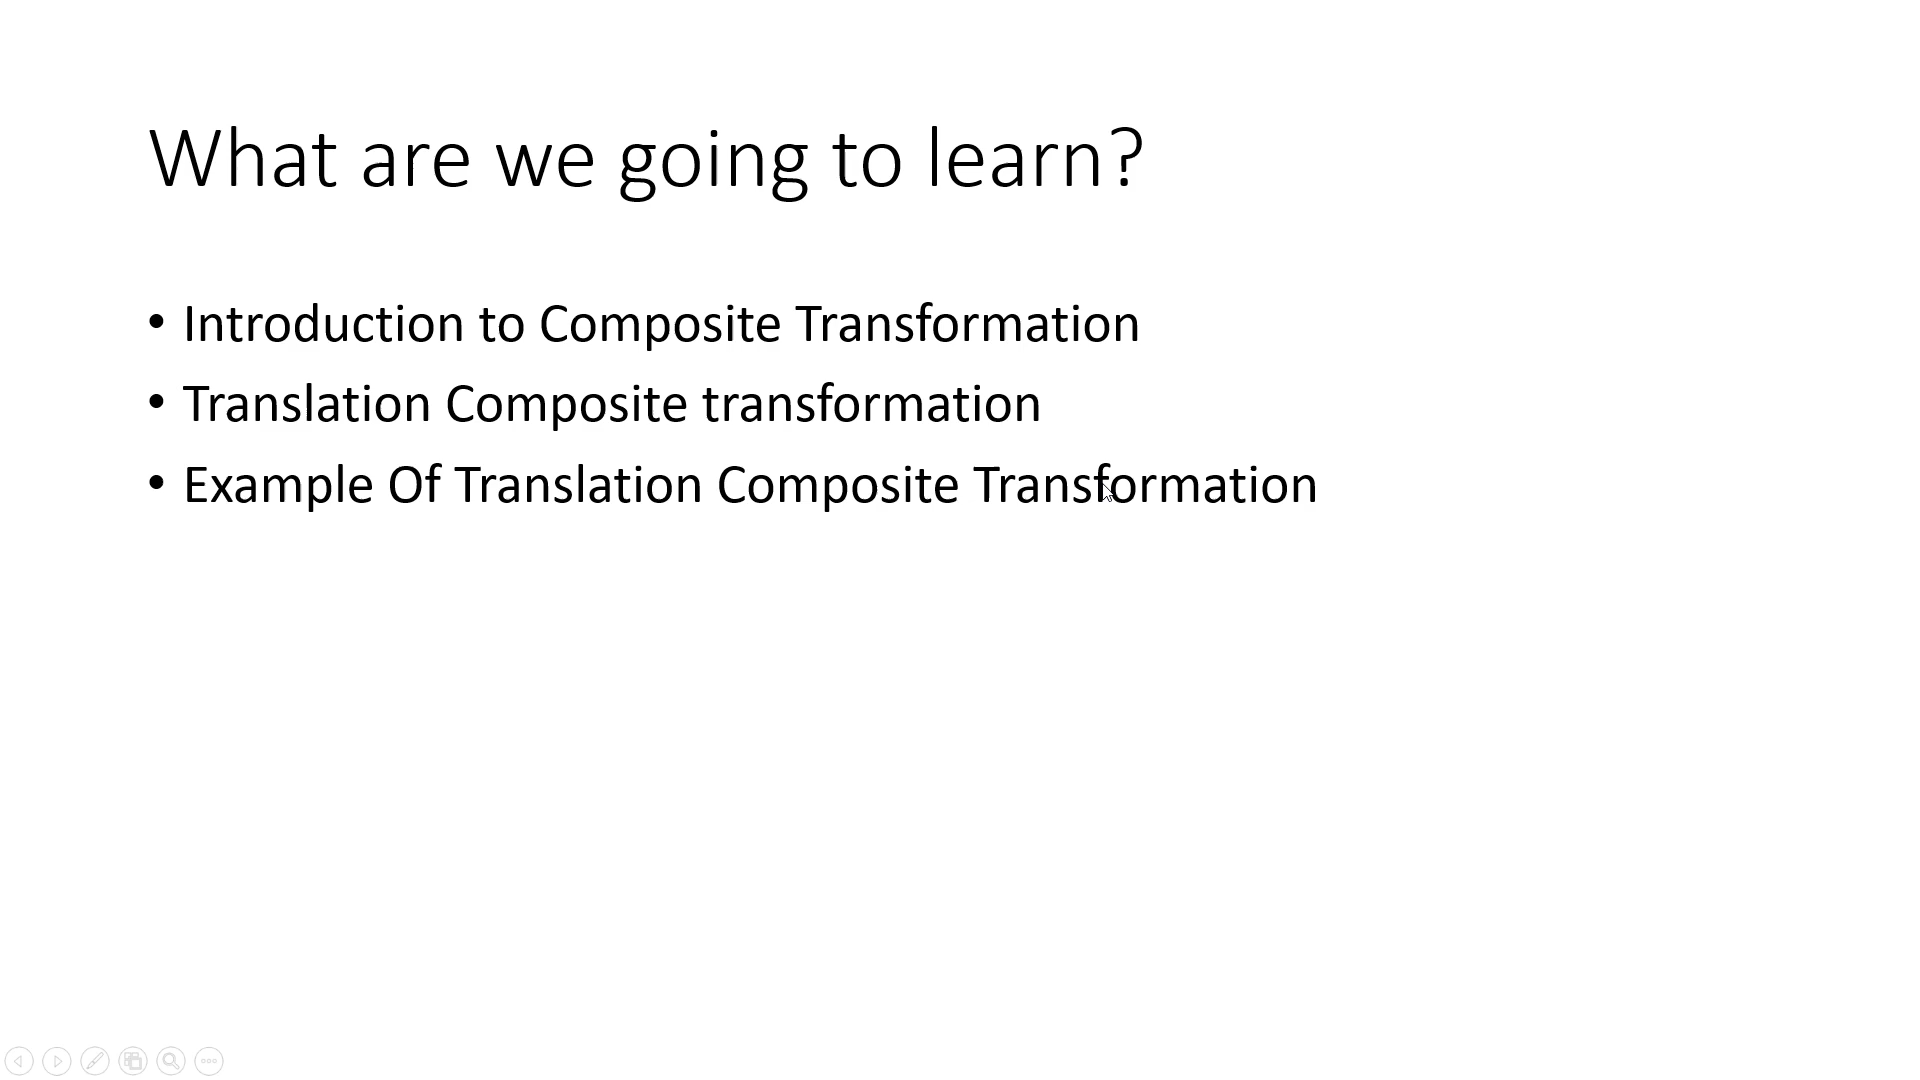 What are we going to learn?
• Introduction to Composite Transformation
• Translation Composite transformation
• Example Of Translation Composite Transformation